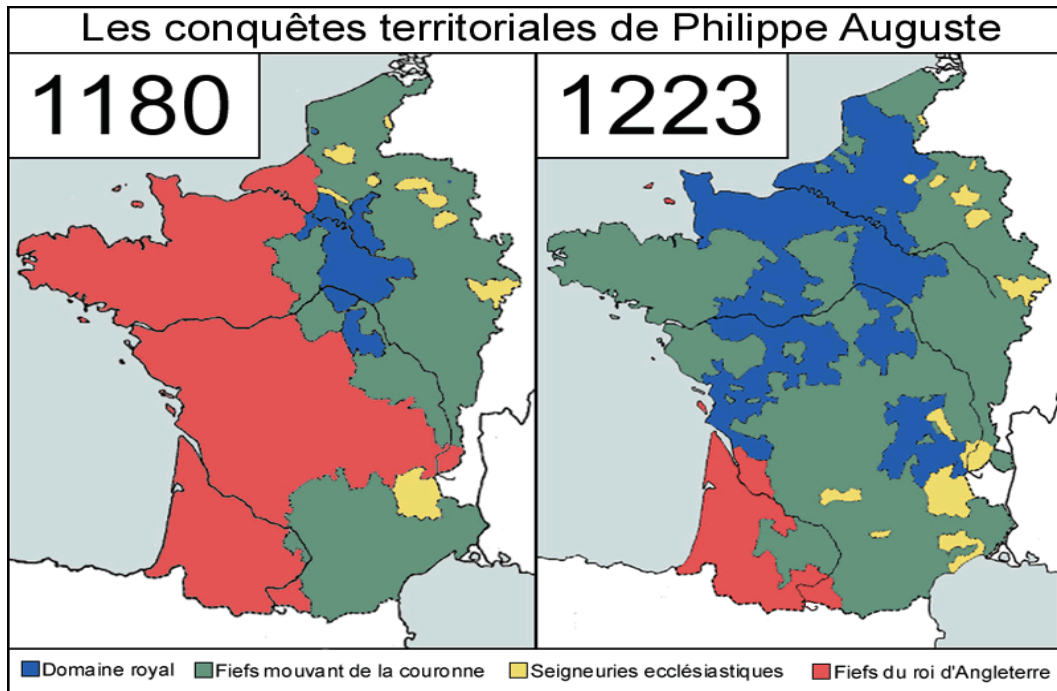 Les conquêtes territoriales de Philippe Auguste
1180
1223
Domaine royal
Fiefs mouvant de la couronne
Seigneuries ecclésiastiques
Fiefs du roi d'Angleterre